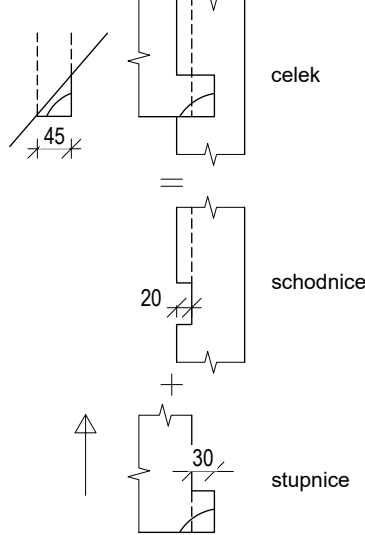 celek
45
=
schodnice
20
+
30
stupnice